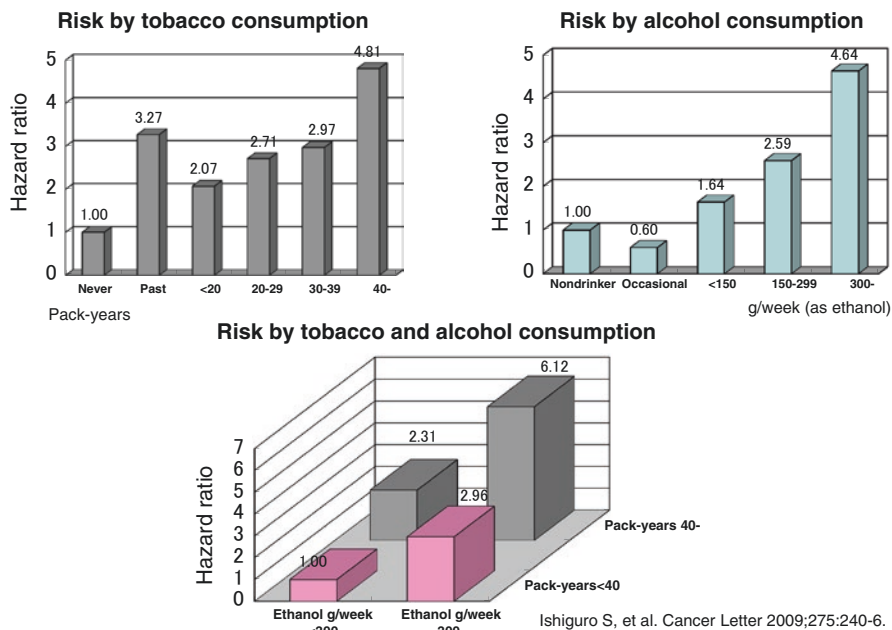 Risk by tobacco consumption
Hazard ratio
5
4
3
2
1
0
1.00
3.27
2.07
2.71
2.97
4.81
Never Past <20 20-29 30-39 40-
Pack-years
Risk by alcohol consumption
Hazard ratio
5
4
3
2
1
0
1.00
0.60
1.64
2.59
4.64
Nondrinker Occasional <150 150-299 300-
g/week (as ethanol)
Risk by tobacco and alcohol consumption
Hazard ratio
7
6
5
4
3
2
1
0
6.12
2.31
2.96
1.00
Pack-years 40-
Pack-years<40
Ethanol g/week Ethanol g/week
Ishiguro S, et al. Cancer Letter 2009;275:240-6.